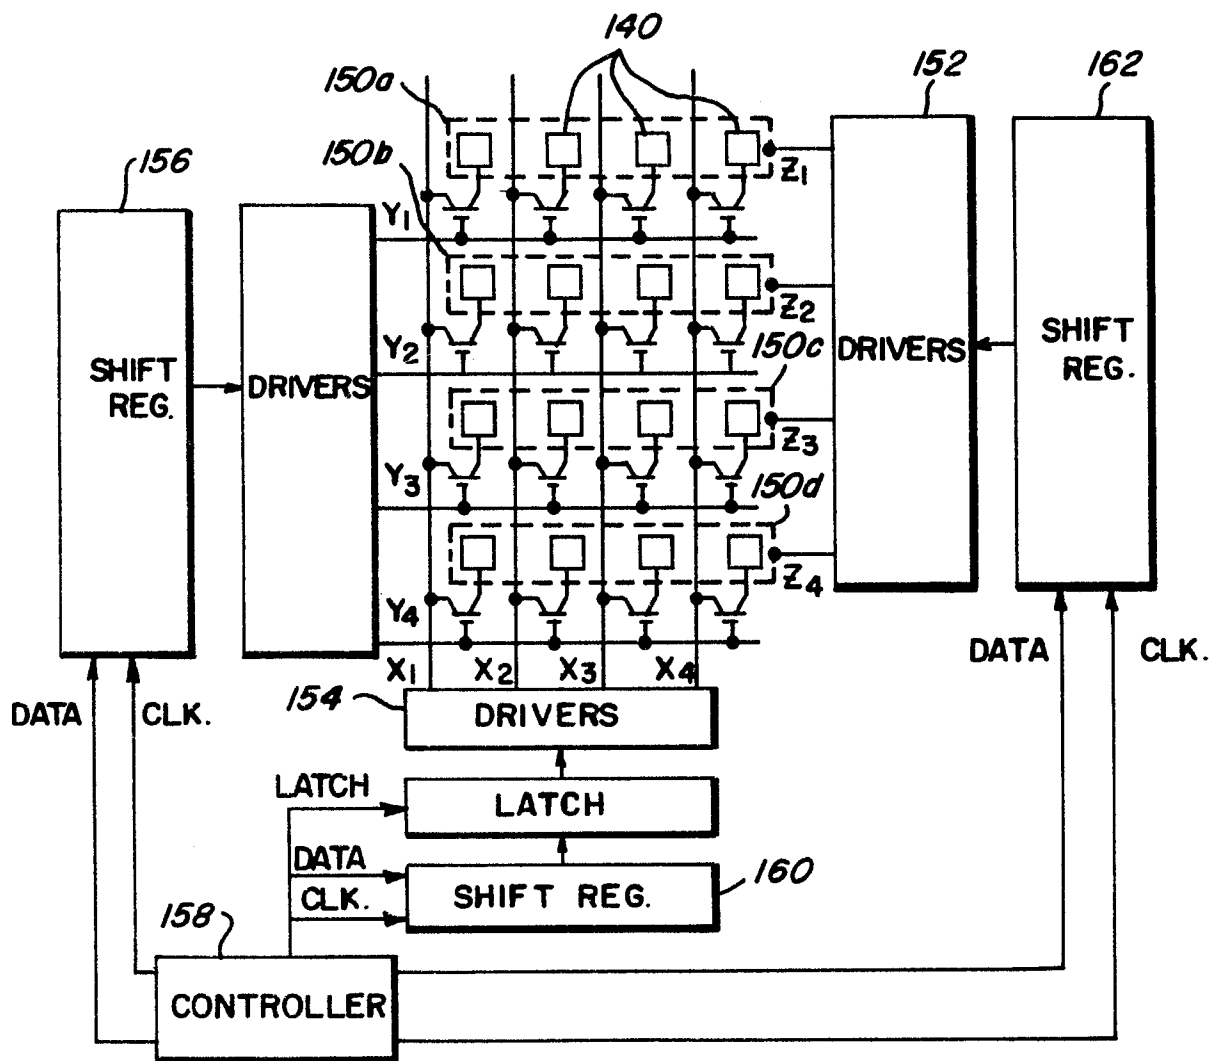 140
150a
152
162
150b
156
Z1
Y1
Z2
SHIFT
REG.
DRIVERS
Y2
150c
DRIVERS
SHIFT
REG.
Z3
Y3
150d
Z4
Y4
DATA
CLK.
X1
X2
X3
X4
154
DRIVERS
DATA
CLK.
LATCH
LATCH
DATA
CLK.
SHIFT REG.
160
158
CONTROLLER